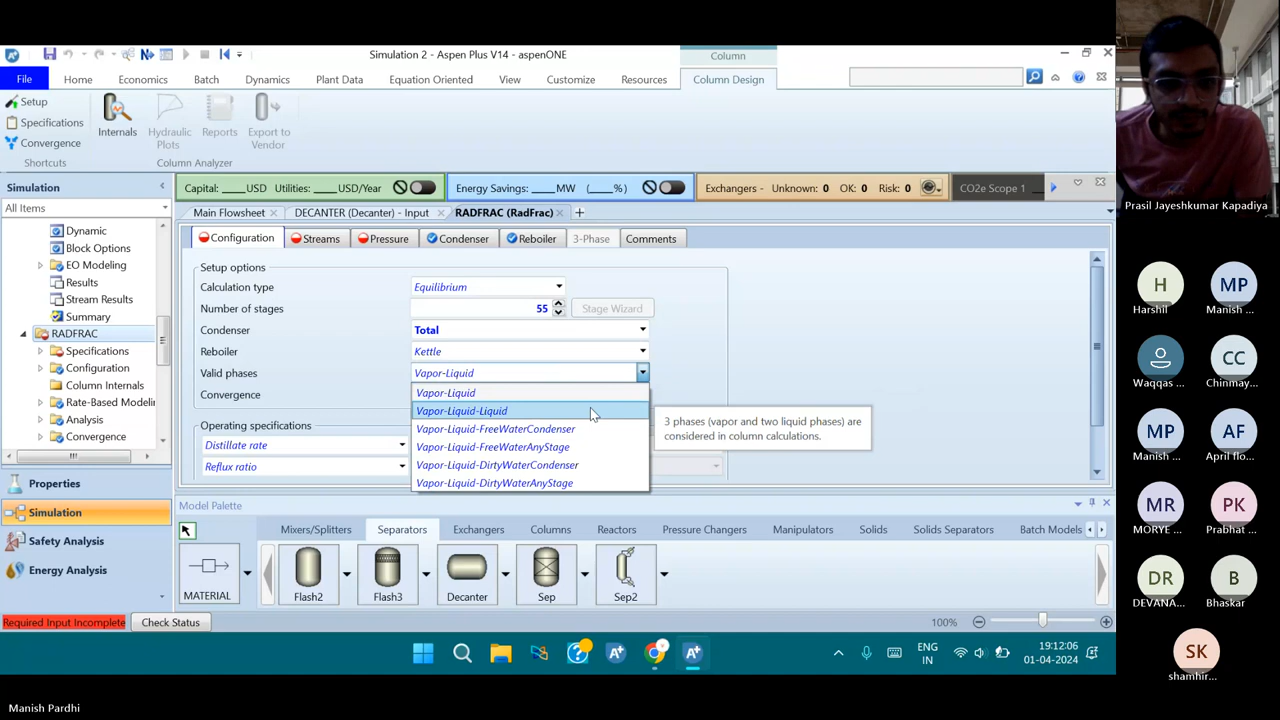 Simulation 2 - Aspen Plus V14 - aspenONE
Column
File Home Economics Batch Dynamics Plant Data Equation Oriented View Customize Resources Column Design
Setup
Specifications
Convergence
Shortcuts
Internals
Hydraulic Plots
Reports
Export to Vendor
Column Analyzer
Simulation
Capital: ____USD Utilities: ____USD/Year
Energy Savings: ____MW (____%)
Exchangers - Unknown: 0 OK: 0 Risk: 0
CO2e Scope 1
All Items
Main Flowsheet DECANTER (Decanter) - Input RADFRAC (RadFrac)
Configuration Streams Pressure Condenser Reboiler 3-Phase Comments
Dynamic
Block Options
EO Modeling
Results
Stream Results
Summary
RADFRAC
Specifications
Configuration
Column Internals
Rate-Based Modelin
Analysis
Convergence
Properties
Simulation
Safety Analysis
Energy Analysis
Setup options
Calculation type Equilibrium
Number of stages 55 Stage Wizard
Condenser Total
Reboiler Kettle
Valid phases Vapor-Liquid
Convergence
Vapor-Liquid
Vapor-Liquid-Liquid
Vapor-Liquid-FreeWaterCondenser
Vapor-Liquid-FreeWaterAnyStage
Vapor-Liquid-DirtyWaterCondenser
Vapor-Liquid-DirtyWaterAnyStage
3 phases (vapor and two liquid phases) are
considered in column calculations.
Operating specifications
Distillate rate
Reflux ratio
Model Palette
Mixers/Splitters Separators Exchangers Columns Reactors Pressure Changers Manipulators Solids Solids Separators Batch Models
MATERIAL Flash2 Flash3 Decanter Sep Sep2
Required Input Incomplete Check Status 100%
ENG
IN
19:12:06
01-04-2024
Prasil Jayeshkumar Kapadiya
H MP
Harshil Manish ...
CC
Waqqas ... Chinmay...
MP AF
Manish ... April flo...
MR PK
MORYE ... Prabhat ...
DR B
DEVANA... Bhaskar
SK
shamhir...
Manish Pardhi